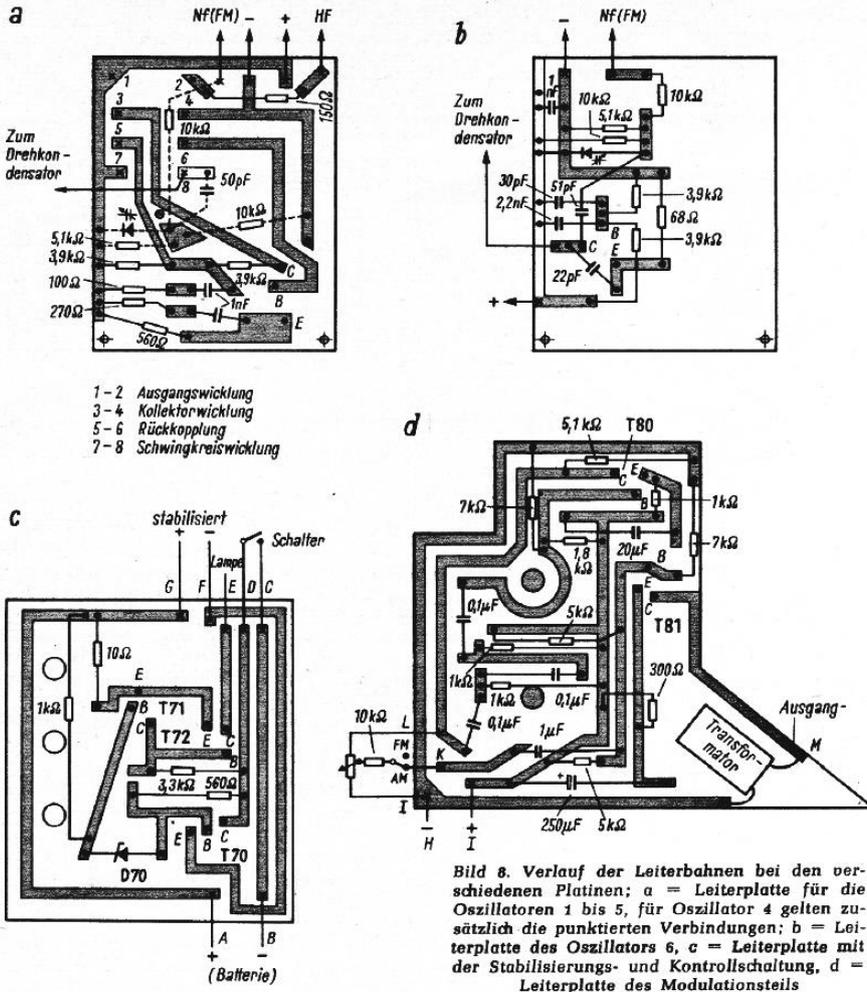 a
Nf(FM) - + HF
1
2
3
4
5
10kΩ
150Ω
Zum
Drehkon-
densator
7
6
8
50pF
10kΩ
5,1kΩ
3,9kΩ
3,9kΩ
C
100Ω
1nF
B
270Ω
E
560Ω
b
- Nf(FM)
1
nF
10kΩ
10kΩ
5,1kΩ
Zum
Drehkon-
densator
30pF
51pF
3,9kΩ
2,2nF
B
68Ω
C
E
3,9kΩ
22pF
+
1-2 Ausgangswicklung
3-4 Kollektorwicklung
5-6 Rückkopplung
7-8 Schwingkreiswicklung
c
stabilisiert
+ -
Schalter
Lampe
G F E D C
10Ω
1kΩ
E
B
T71
C
T72
E
C
B
3,3kΩ
560Ω
E
B
C
D70
T70
A
B
+ -
(Batterie)
d
5,1kΩ
T80
C
E
7kΩ
B
1kΩ
1,8
kΩ
20µF
7kΩ
B
E
C
0,1µF
T81
5kΩ
1kΩ
1kΩ
0,1µF
300Ω
0,1µF
L
1µF
10kΩ
FM
K
AM
Ausgang-
Transfor-
mator
M
I
+
250µF
5kΩ
-
H
+
I
Bild 8. Verlauf der Leiterbahnen bei den ver-
schiedenen Platinen; a = Leiterplatte für die
Oszillatoren 1 bis 5, für Oszillator 4 gelten zu-
sätzlich die punktierten Verbindungen; b = Lei-
terplatte des Oszillators 6, c = Leiterplatte mit
der Stabilisierungs- und Kontrollschaltung, d =
Leiterplatte des Modulationsteils